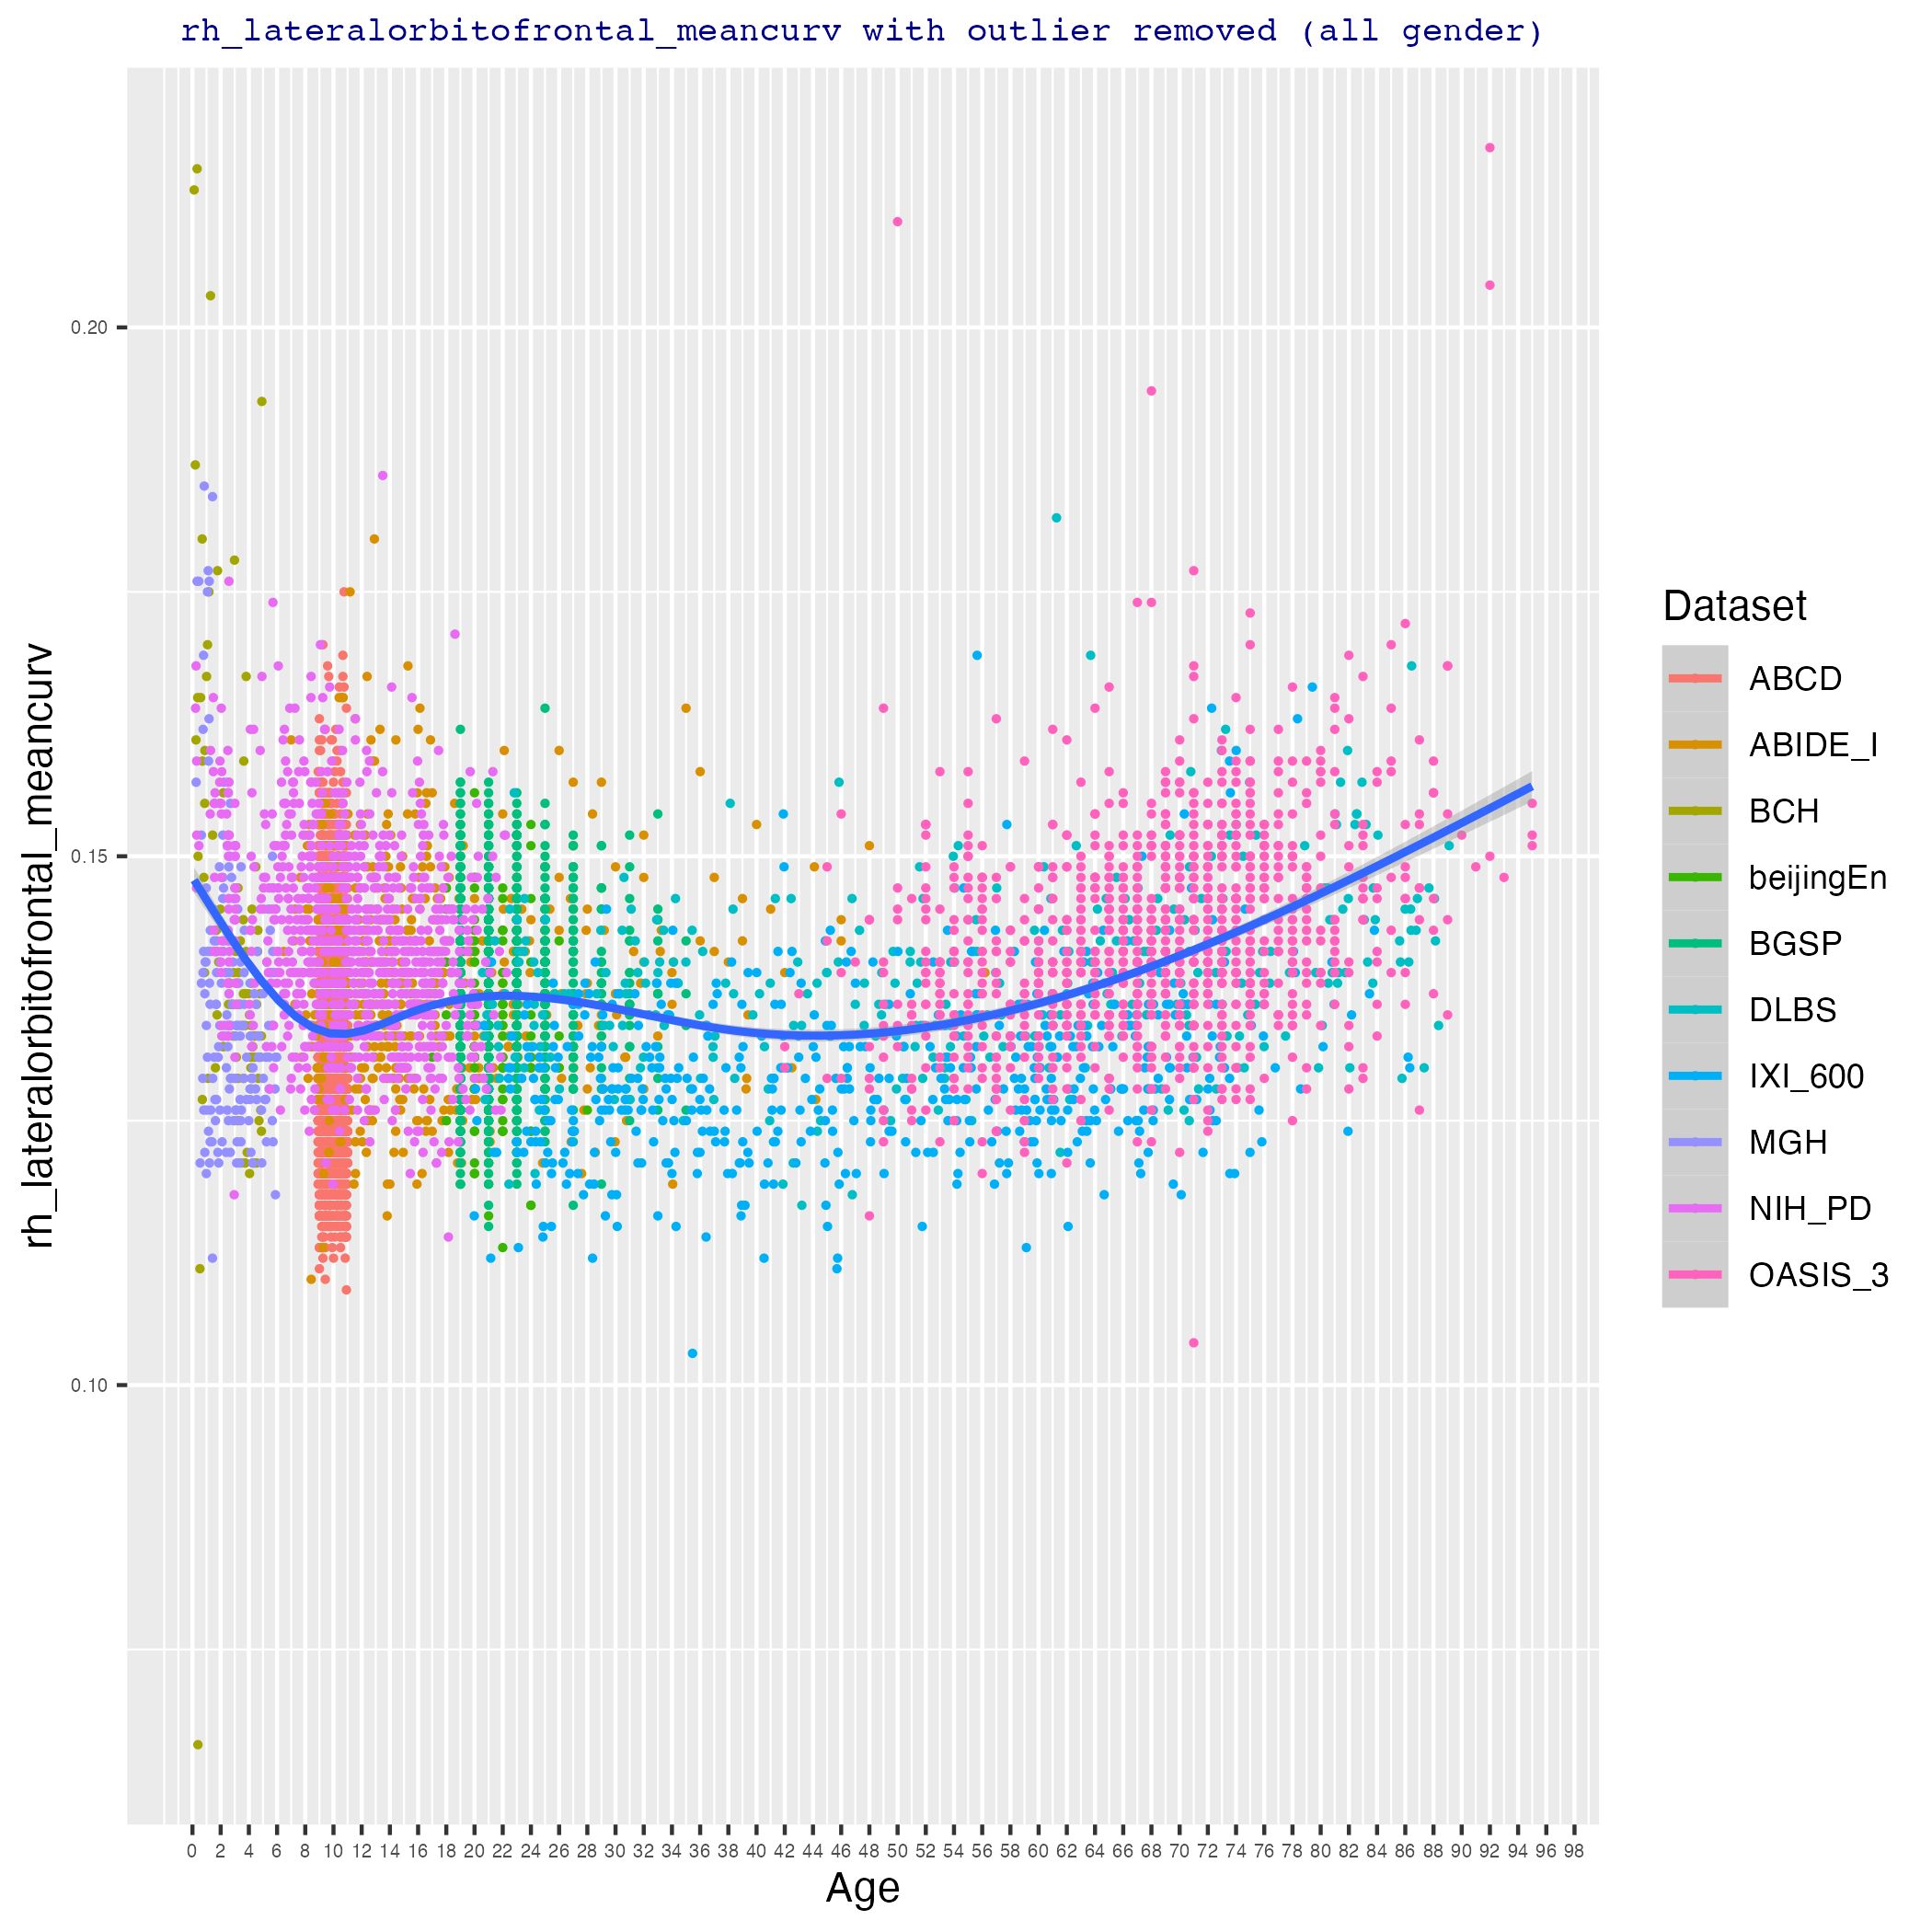 rh_lateralorbitofrontal_meancurv with outlier removed (all gender)
rh_lateralorbitofrontal_meancurv
0.20
0.15
0.10
0 2 4 6 8 10 12 14 16 18 20 22 24 26 28 30 32 34 36 38 40 42 44 46 48 50 52 54 56 58 60 62 64 66 68 70 72 74 76 78 80 82 84 86 88 90 92 94 96 98
Age
Dataset
ABCD
ABIDE_I
BCH
beijingEn
BGSP
DLBS
IXI_600
MGH
NIH_PD
OASIS_3